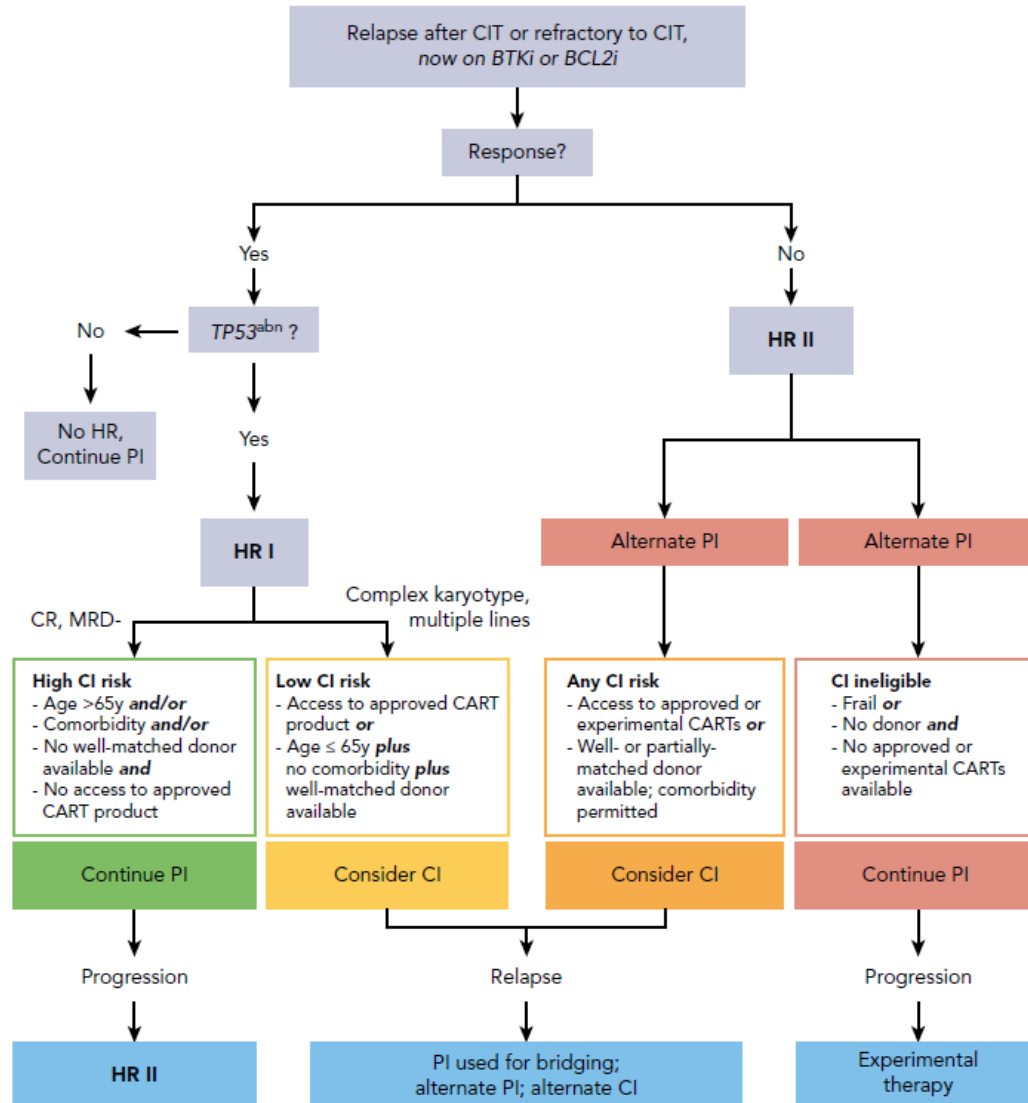 Relapse after CIT or refractory to CIT,
now on BTKi or BCL2i
Response?
Yes
No
No
TP53abn ?
HR II
No HR,
Continue PI
Yes
HR I
Alternate PI
Alternate PI
CR, MRD-
Complex karyotype,
multiple lines
High CI risk
- Age >65y and/or
- Comorbidity and/or
- No well-matched donor
available and
- No access to approved
CART product
Low CI risk
- Access to approved CART
product or
- Age ≤ 65y plus
no comorbidity plus
well-matched donor
available
Any CI risk
- Access to approved or
experimental CARTs or
- Well- or partially-
matched donor
available; comorbidity
permitted
CI ineligible
- Frail or
- No donor and
- No approved or
experimental CARTs
available
Continue PI
Consider CI
Consider CI
Continue PI
Progression
Relapse
Progression
HR II
PI used for bridging;
alternate PI; alternate CI
Experimental
therapy